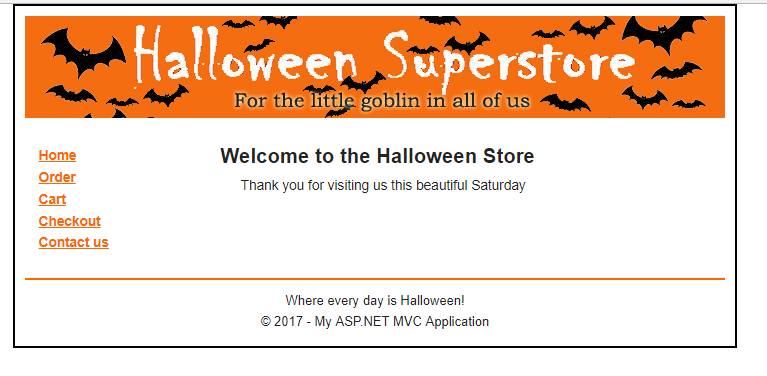 Halloween Superstore
For the little goblin in all of us
Home
Order
Cart
Checkout
Contact us
Welcome to the Halloween Store
Thank you for visiting us this beautiful Saturday
Where every day is Halloween!
© 2017 - My ASP.NET MVC Application